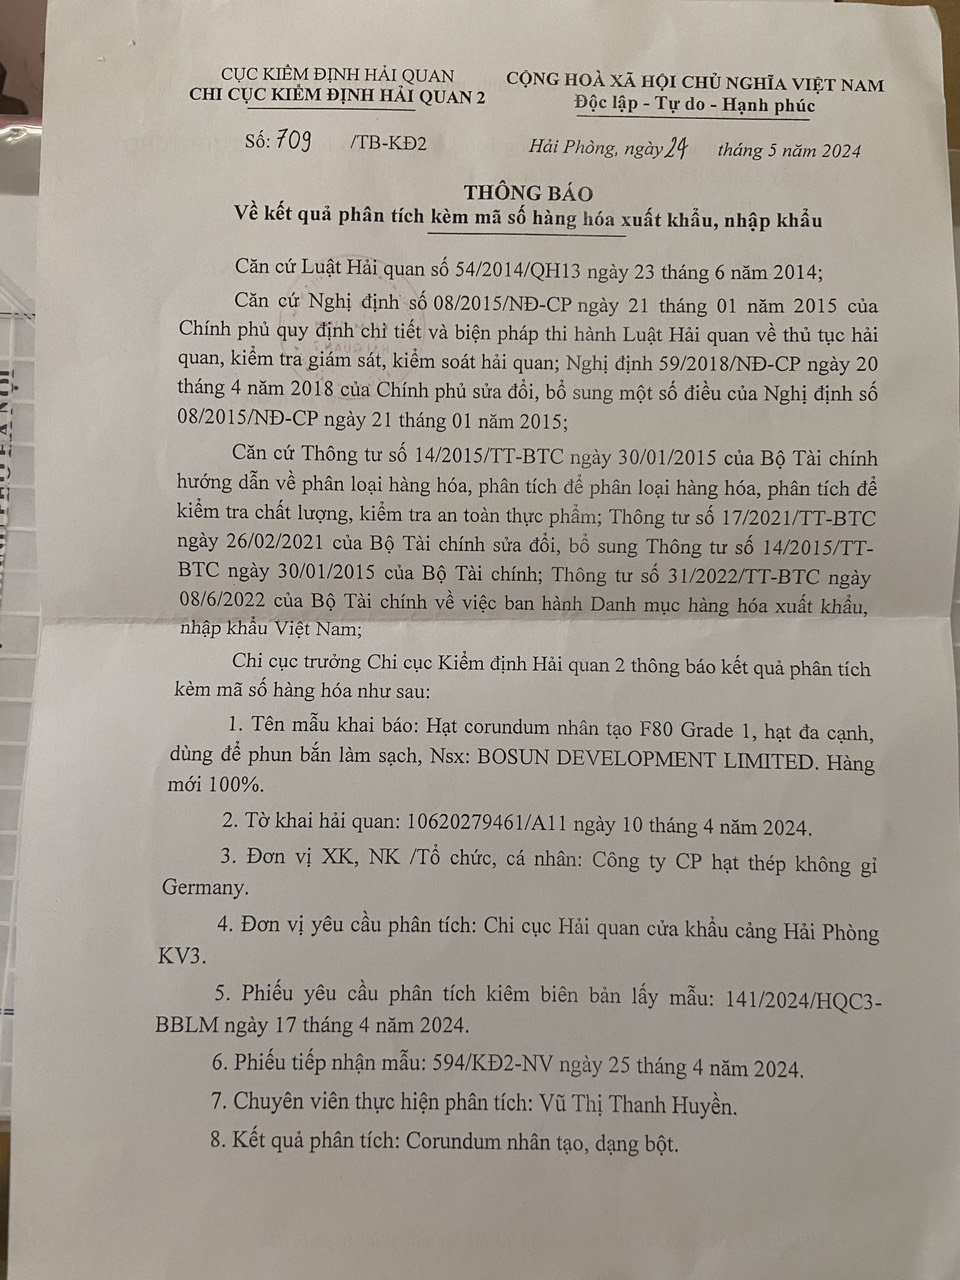 CỤC KIỂM ĐỊNH HẢI QUAN
CHI CỤC KIỂM ĐỊNH HẢI QUAN 2
CỘNG HOÀ XÃ HỘI CHỦ NGHĨA VIỆT NAM
Độc lập - Tự do - Hạnh phúc
Số: 709 /TB-KĐ2
Hải Phòng, ngày 24 tháng 5 năm 2024
THÔNG BÁO
Về kết quả phân tích kèm mã số hàng hóa xuất khẩu, nhập khẩu
Căn cứ Luật Hải quan số 54/2014/QH13 ngày 23 tháng 6 năm 2014;
Căn cứ Nghị định số 08/2015/NĐ-CP ngày 21 tháng 01 năm 2015 của
Chính phủ quy định chi tiết và biện pháp thi hành Luật Hải quan về thủ tục hải
quan, kiểm tra giám sát, kiểm soát hải quan; Nghị định 59/2018/NĐ-CP ngày 20
tháng 4 năm 2018 của Chính phủ sửa đổi, bổ sung một số điều của Nghị định số
08/2015/NĐ-CP ngày 21 tháng 01 năm 2015;
Căn cứ Thông tư số 14/2015/TT-BTC ngày 30/01/2015 của Bộ Tài chính
hướng dẫn về phân loại hàng hóa, phân tích để phân loại hàng hóa, phân tích để
kiểm tra chất lượng, kiểm tra an toàn thực phẩm; Thông tư số 17/2021/TT-BTC
ngày 26/02/2021 của Bộ Tài chính sửa đổi, bổ sung Thông tư số 14/2015/TT-
BTC ngày 30/01/2015 của Bộ Tài chính; Thông tư số 31/2022/TT-BTC ngày
08/6/2022 của Bộ Tài chính về việc ban hành Danh mục hàng hóa xuất khẩu,
nhập khẩu Việt Nam;
Chi cục trưởng Chi cục Kiểm định Hải quan 2 thông báo kết quả phân tích
kèm mã số hàng hóa như sau:
1. Tên mẫu khai báo: Hạt corundum nhân tạo F80 Grade 1, hạt đa cạnh,
dùng để phun bắn làm sạch, Nsx: BOSUN DEVELOPMENT LIMITED. Hàng
mới 100%.
2. Tờ khai hải quan: 10620279461/A11 ngày 10 tháng 4 năm 2024.
3. Đơn vị XK, NK /Tổ chức, cá nhân: Công ty CP hạt thép không gỉ
Germany.
4. Đơn vị yêu cầu phân tích: Chi cục Hải quan cửa khẩu cảng Hải Phòng
KV3.
5. Phiếu yêu cầu phân tích kiêm biên bản lấy mẫu: 141/2024/HQC3-
BBLM ngày 17 tháng 4 năm 2024.
6. Phiếu tiếp nhận mẫu: 594/KĐ2-NV ngày 25 tháng 4 năm 2024.
7. Chuyên viên thực hiện phân tích: Vũ Thị Thanh Huyền.
8. Kết quả phân tích: Corundum nhân tạo, dạng bột.